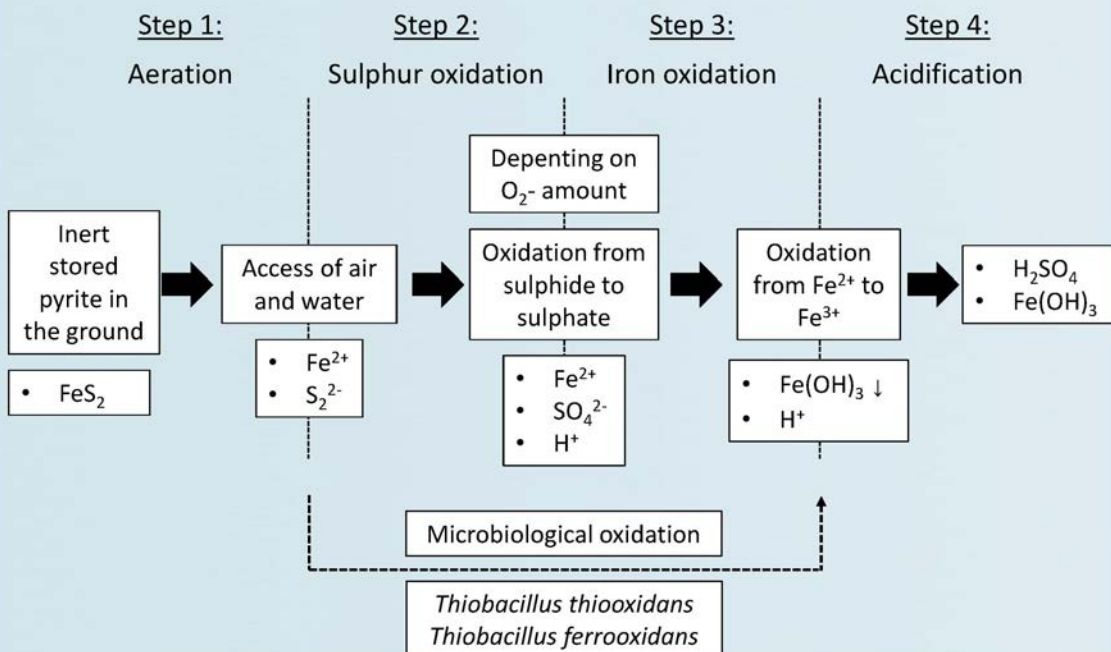 Step 1:
Aeration
Step 2:
Sulphur oxidation
Step 3:
Iron oxidation
Step 4:
Acidification
Depenting on
O₂- amount
Inert
stored
pyrite in
the ground
Access of air
and water
Oxidation from
sulphide to
sulphate
Oxidation
from Fe²⁺ to
Fe³⁺
• H₂SO₄
• Fe(OH)₃
• FeS₂
• Fe²⁺
• S₂²⁻
• Fe²⁺
• SO₄²⁻
• H⁺
• Fe(OH)₃ ↓
• H⁺
Microbiological oxidation
Thiobacillus thiooxidans
Thiobacillus ferrooxidans